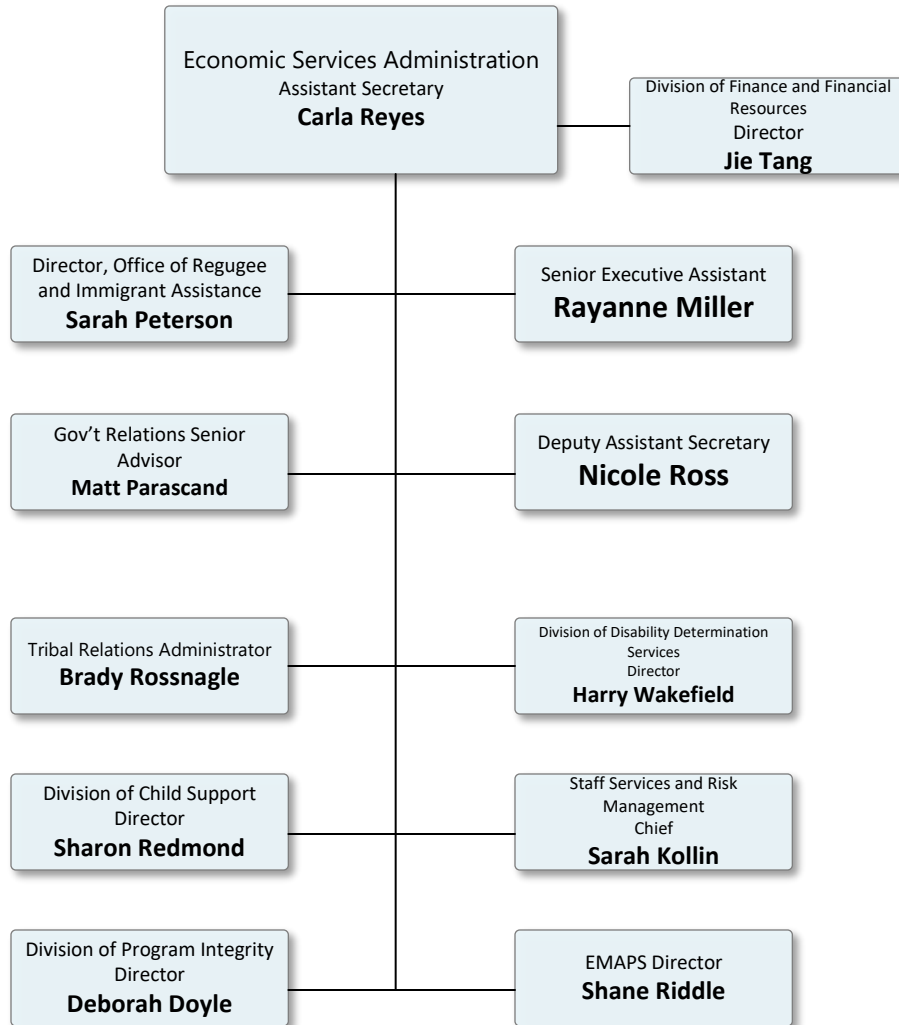 Economic Services Administration
Assistant Secretary
Carla Reyes
Division of Finance and Financial
Resources
Director
Jie Tang
Director, Office of Regugee
and Immigrant Assistance
Sarah Peterson
Senior Executive Assistant
Rayanne Miller
Gov't Relations Senior
Advisor
Matt Parascand
Deputy Assistant Secretary
Nicole Ross
Tribal Relations Administrator
Brady Rossnagle
Division of Disability Determination
Services
Director
Harry Wakefield
Division of Child Support
Director
Sharon Redmond
Staff Services and Risk
Management
Chief
Sarah Kollin
Division of Program Integrity
Director
Deborah Doyle
EMAPS Director
Shane Riddle